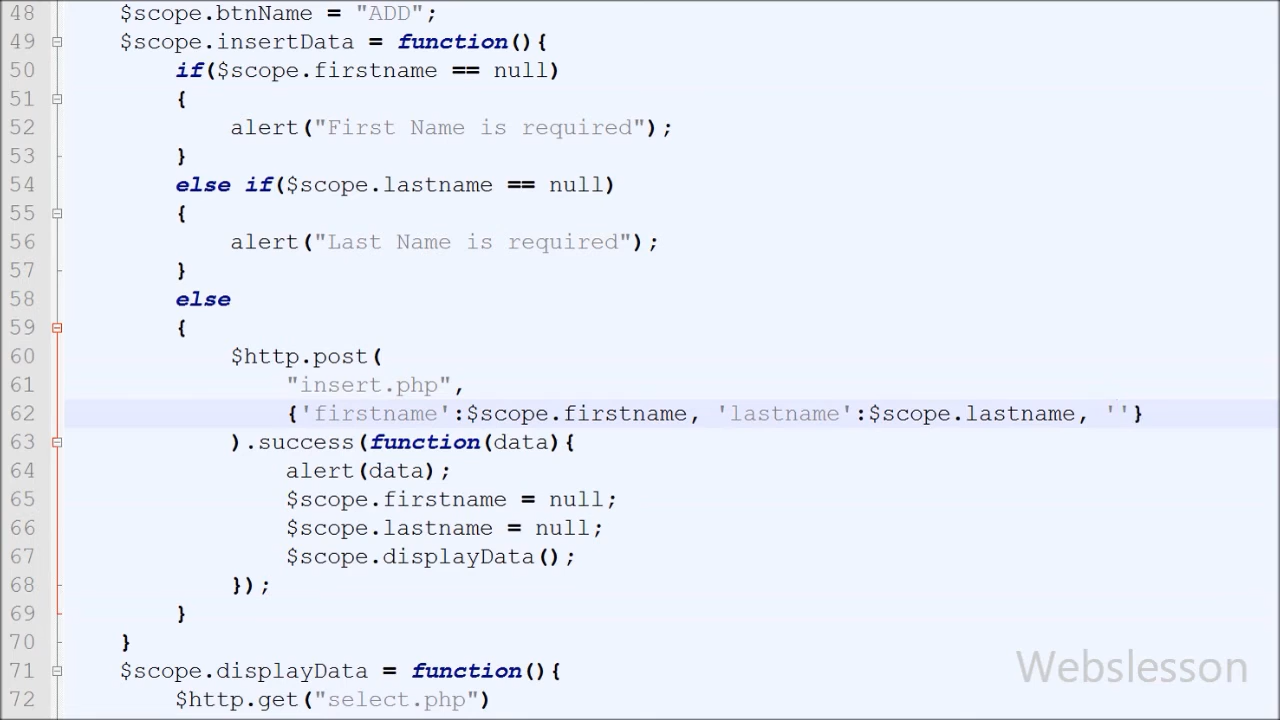 48 $scope.btnName = "ADD";
49 $scope.insertData = function(){
50 if($scope.firstname == null)
51 {
52 alert("First Name is required");
53 }
54 else if($scope.lastname == null)
55 {
56 alert("Last Name is required");
57 }
58 else
59 {
60 $http.post(
61 "insert.php",
62 {'firstname':$scope.firstname, 'lastname':$scope.lastname, ''}
63 ).success(function(data){
64 alert(data);
65 $scope.firstname = null;
66 $scope.lastname = null;
67 $scope.displayData();
68 });
69 }
70 }
71 $scope.displayData = function(){
72 $http.get("select.php")
Webslesson